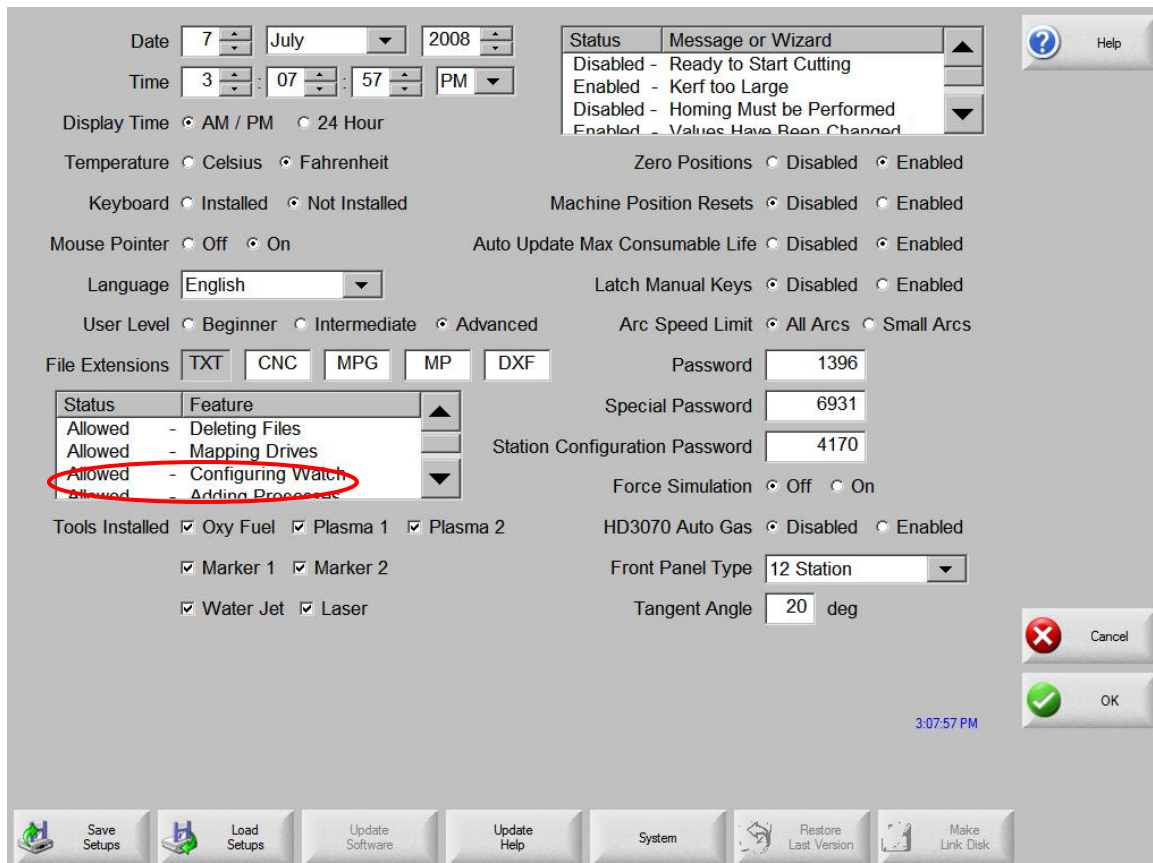 Date 7 July 2008
Time 3 : 07 : 57 PM
Display Time AM / PM 24 Hour
Temperature Celsius Fahrenheit
Keyboard Installed Not Installed
Mouse Pointer Off On
Language English
User Level Beginner Intermediate Advanced
File Extensions TXT CNC MPG MP DXF
Status Feature
Allowed - Deleting Files
Allowed - Mapping Drives
Allowed - Configuring Watch
Allowed - Adding Processes
Tools Installed Oxy Fuel Plasma 1 Plasma 2
Marker 1 Marker 2
Water Jet Laser
Status Message or Wizard
Disabled - Ready to Start Cutting
Enabled - Kerf too Large
Disabled - Homing Must be Performed
Enabled - Values Have Been Changed
Zero Positions Disabled Enabled
Machine Position Resets Disabled Enabled
Auto Update Max Consumable Life Disabled Enabled
Latch Manual Keys Disabled Enabled
Arc Speed Limit All Arcs Small Arcs
Password 1396
Special Password 6931
Station Configuration Password 4170
Force Simulation Off On
HD3070 Auto Gas Disabled Enabled
Front Panel Type 12 Station
Tangent Angle 20 deg
3:07:57 PM
Help
Cancel
OK
Save Setups
Load Setups
Update Software
Update Help
System
Restore Last Version
Make Link Disk